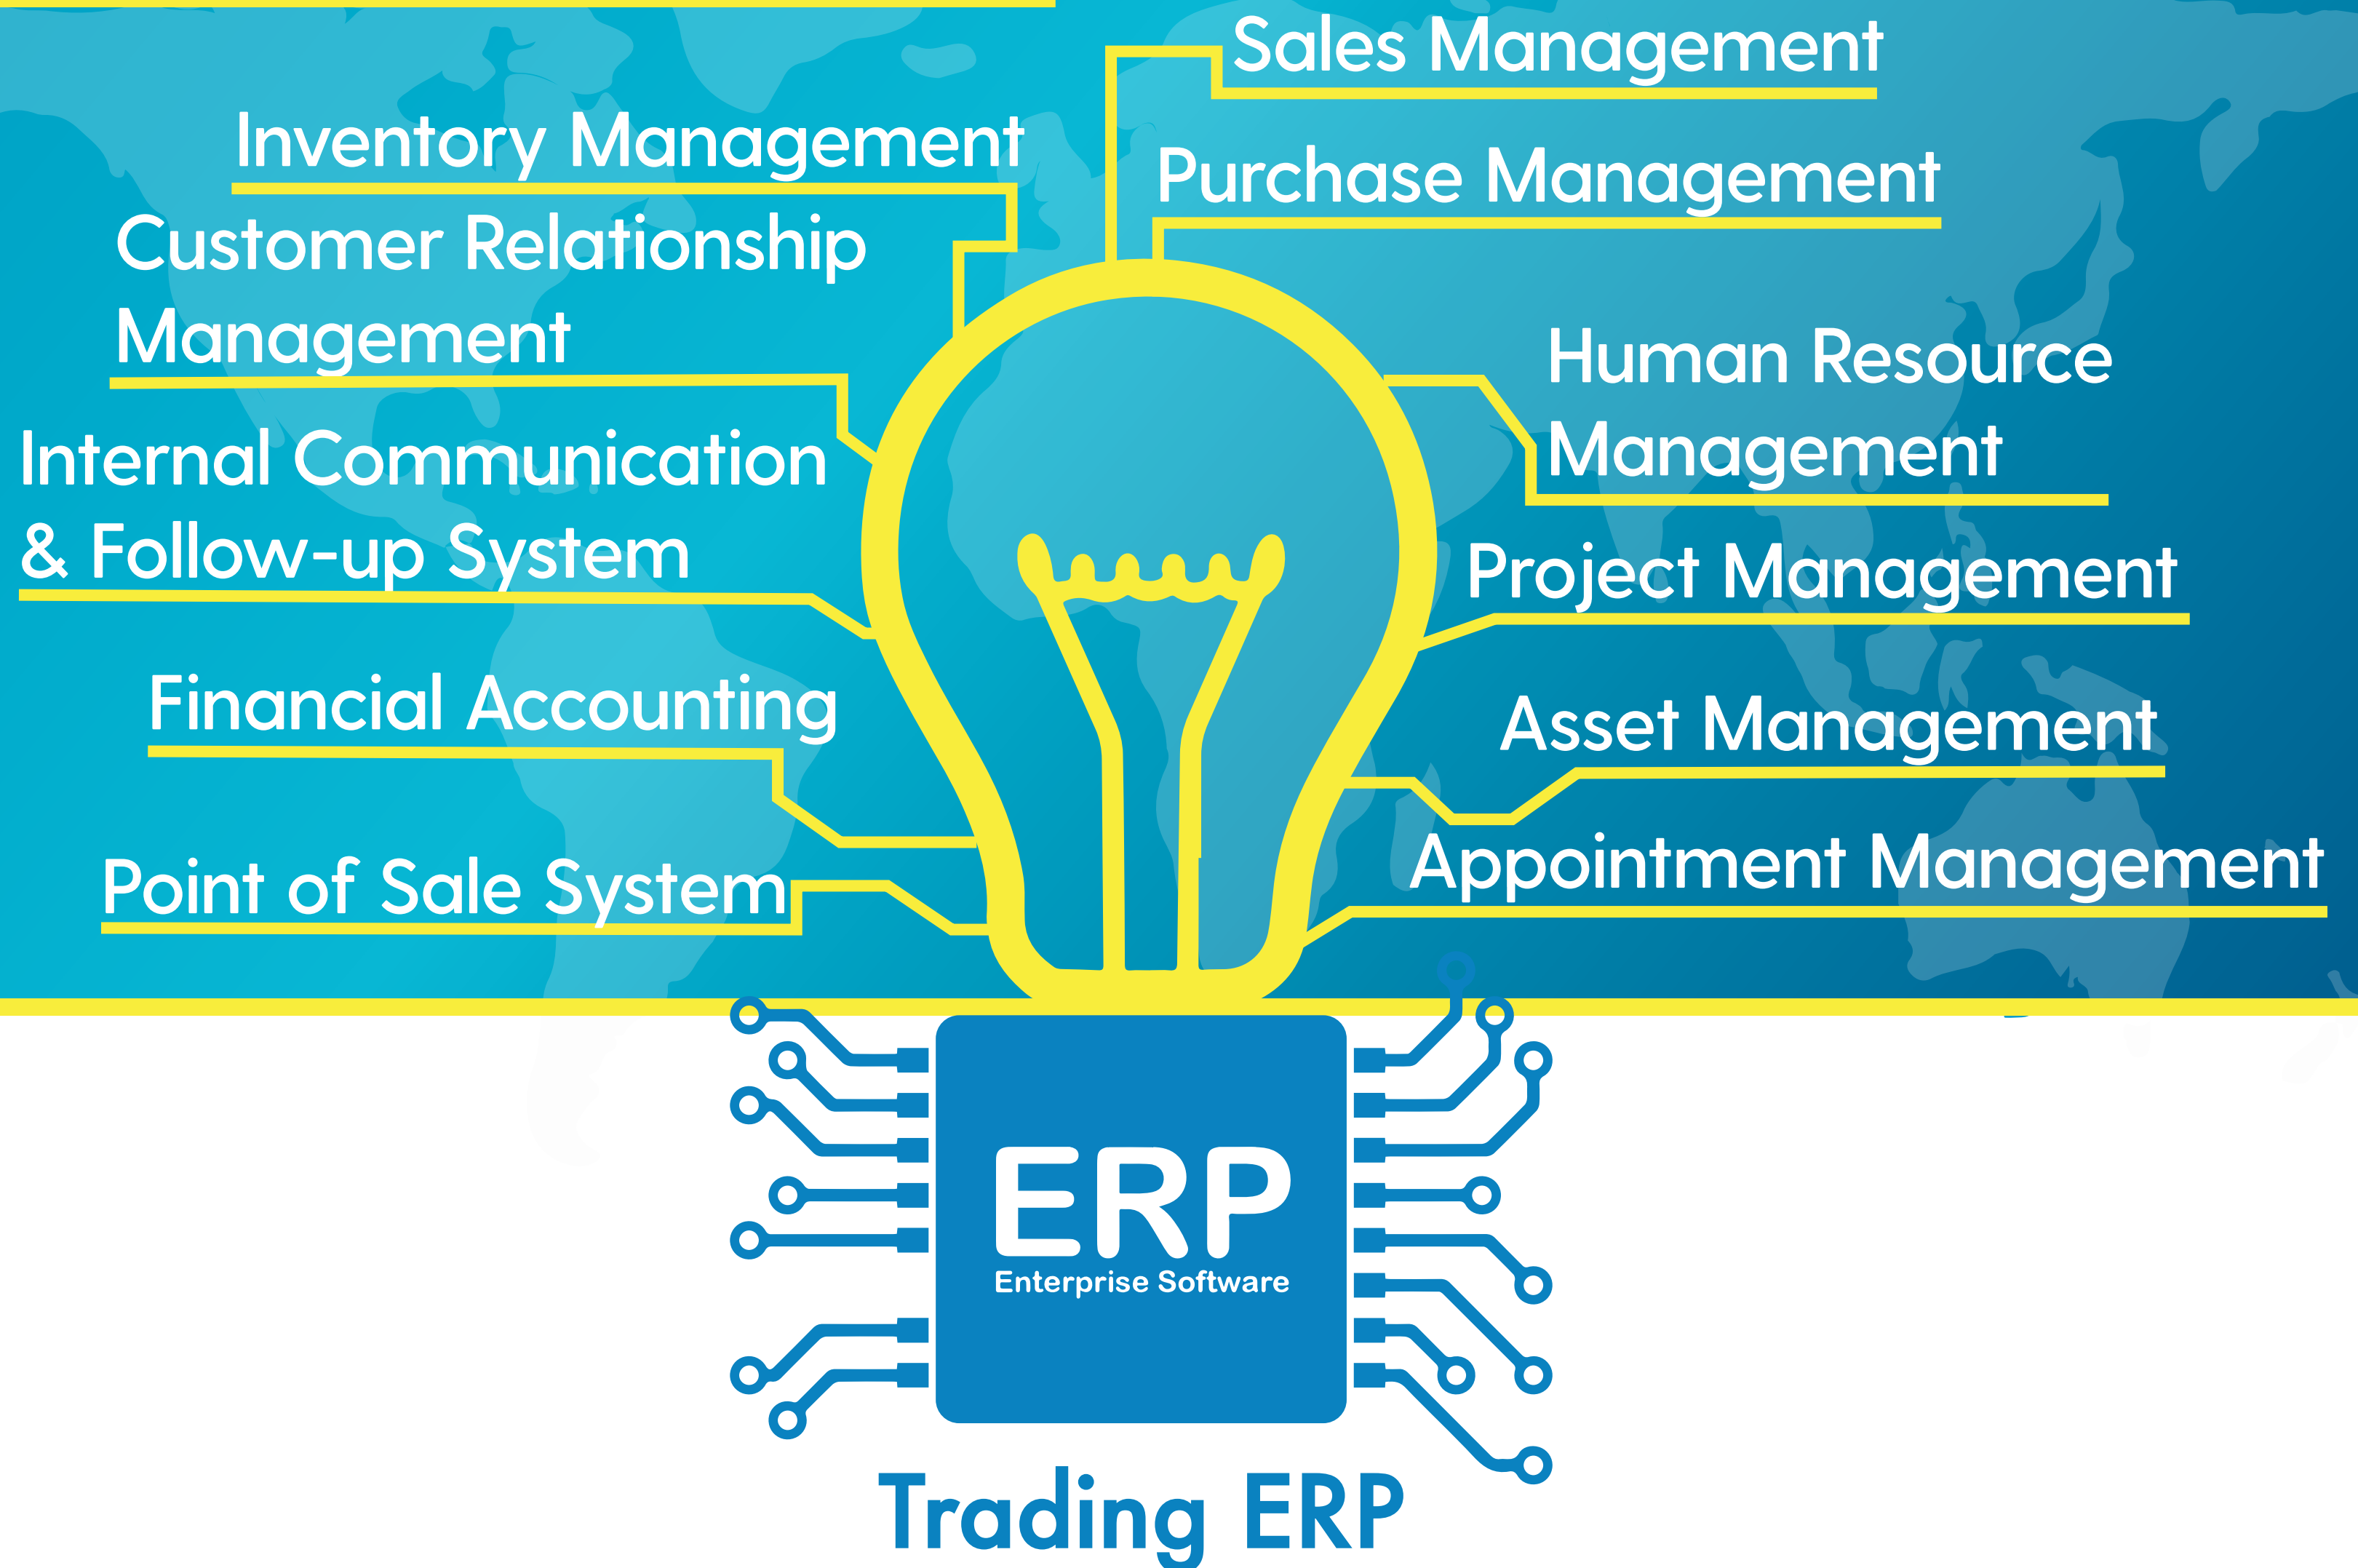 Sales Management
Inventory Management
Purchase Management
Customer Relationship
Management
Human Resource
Management
Internal Communication
& Follow-up System
Project Management
Financial Accounting
Asset Management
Point of Sale System
Appointment Management
ERP
Enterprise Software
Trading ERP